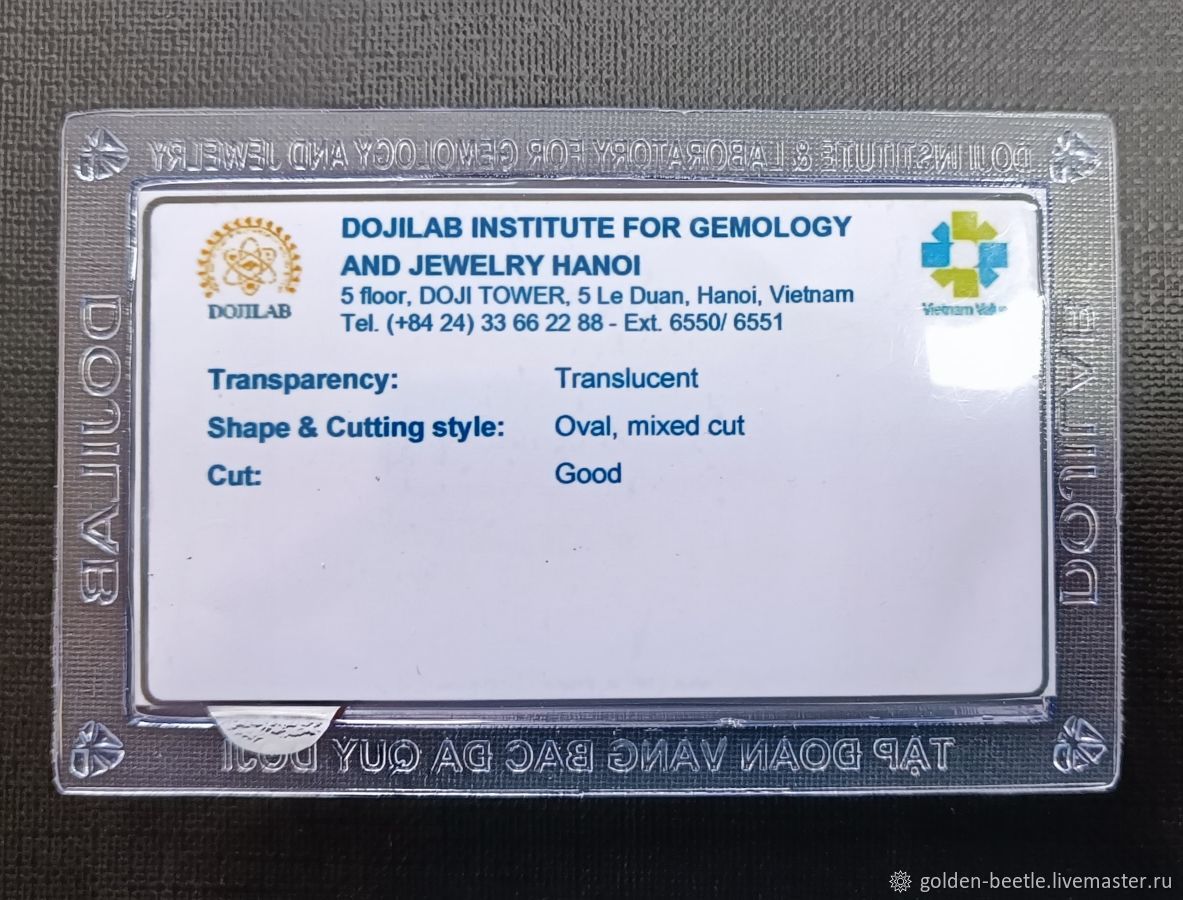 DOJI INSTITUTE & LABORATORY FOR GEMOLOGY AND JEWELRY
DOJILAB INSTITUTE FOR GEMOLOGY
AND JEWELRY HANOI
5 floor, DOJI TOWER, 5 Le Duan, Hanoi, Vietnam
Tel. (+84 24) 33 66 22 88 - Ext. 6550/ 6551
DOJILAB
Vietnam Value
DOJILAB
DOJILAB
Transparency: Translucent
Shape & Cutting style: Oval, mixed cut
Cut: Good
TẬP ĐOÀN VÀNG BẠC ĐÁ QUÝ DOJI
golden-beetle.livemaster.ru